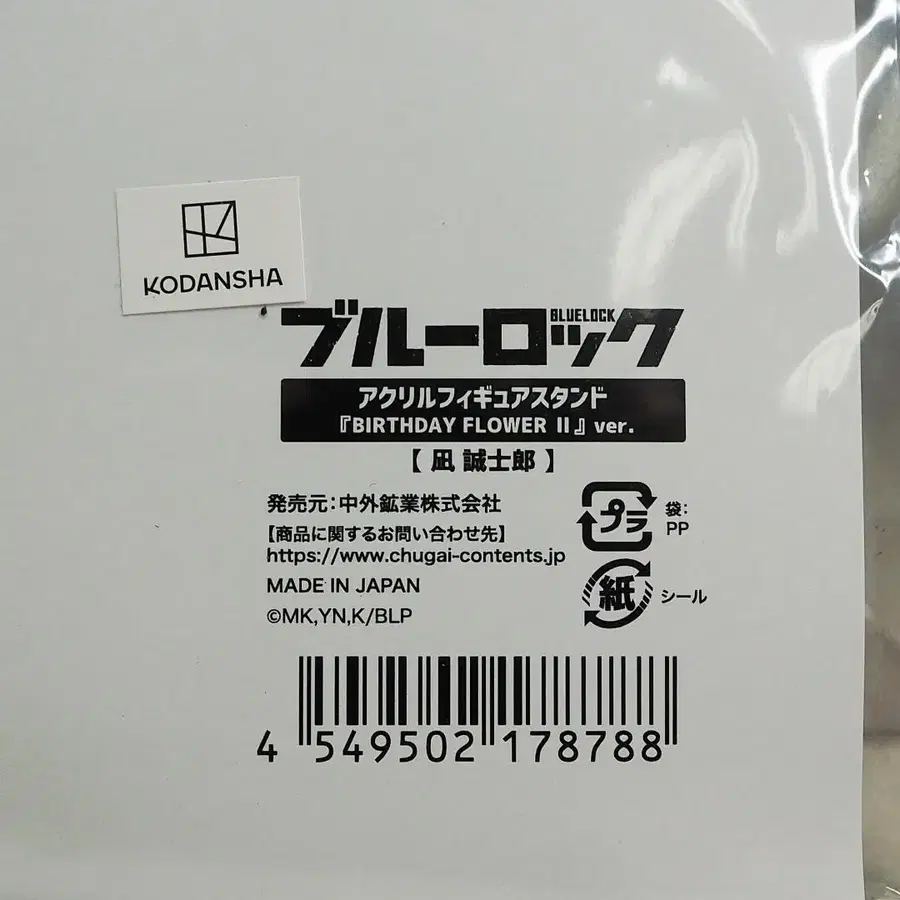 KODANSHA
BLUELOCK
ブルーロック
アクリルフィギュアスタンド
『BIRTHDAY FLOWER II』ver.
【 凪 誠士郎 】
発売元：中外鉱業株式会社
【商品に関するお問い合わせ先】
https://www.chugai-contents.jp
MADE IN JAPAN
©MK,YN,K/BLP
プラ
袋：
PP
紙
シール
4 549502 178788